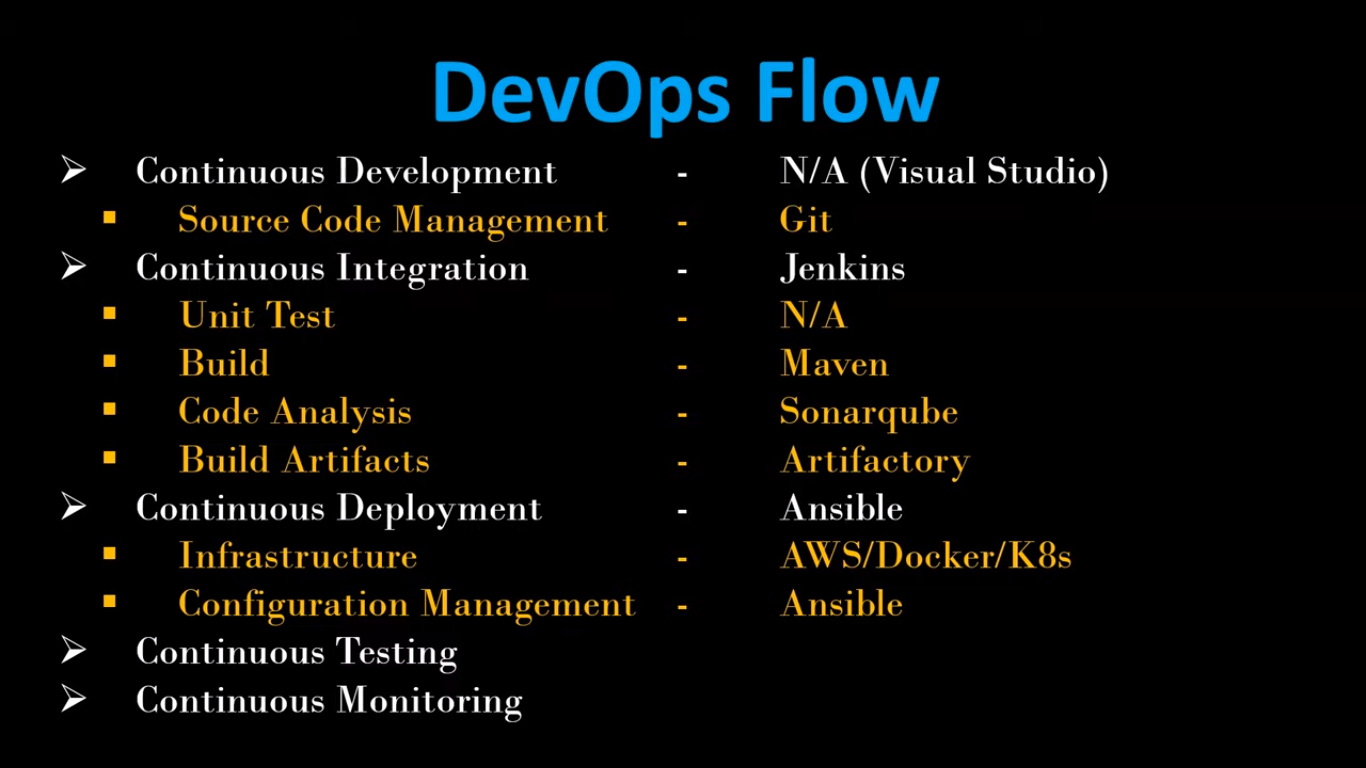 DevOps Flow
➢ Continuous Development - N/A (Visual Studio)
▪ Source Code Management - Git
➢ Continuous Integration - Jenkins
▪ Unit Test - N/A
▪ Build - Maven
▪ Code Analysis - Sonarqube
▪ Build Artifacts - Artifactory
➢ Continuous Deployment - Ansible
▪ Infrastructure - AWS/Docker/K8s
▪ Configuration Management - Ansible
➢ Continuous Testing
➢ Continuous Monitoring